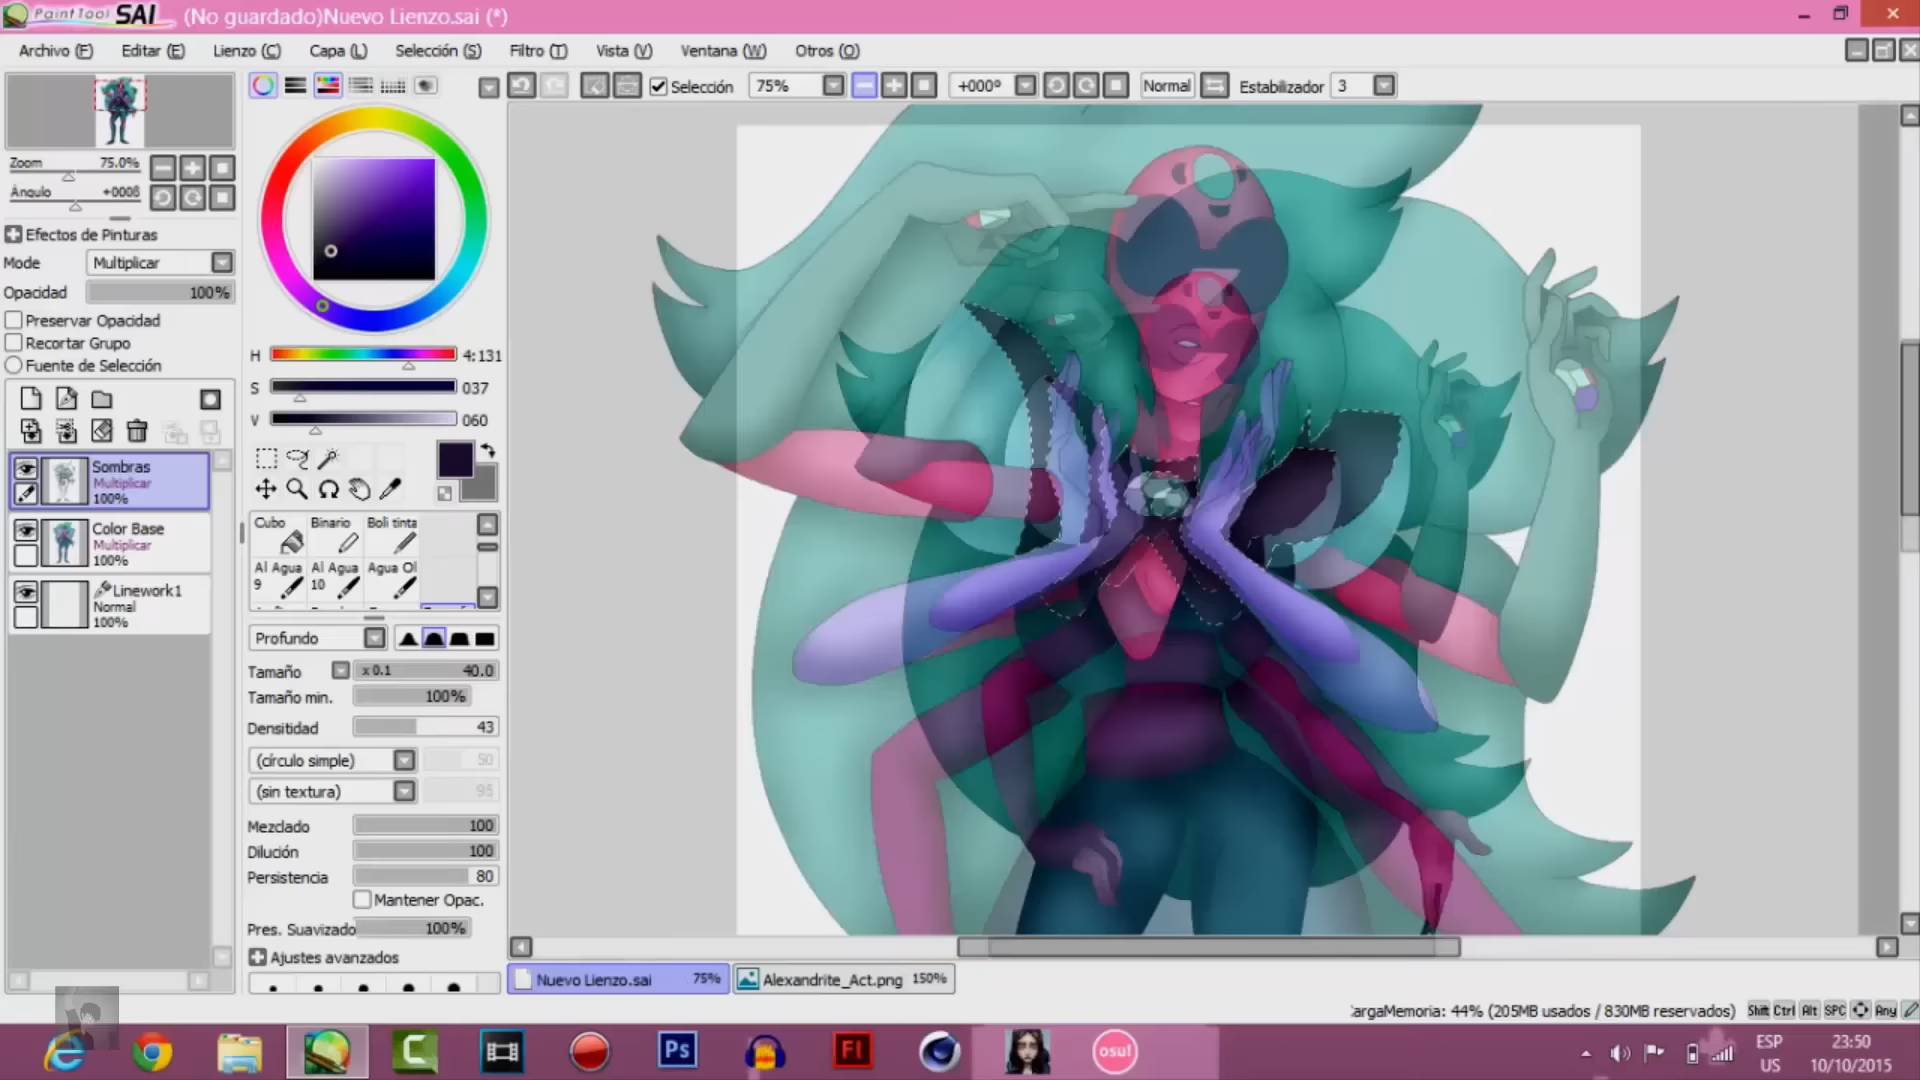 PaintTool SAI (No guardado)Nuevo Lienzo.sai (*)
Archivo (F) Editar (E) Lienzo (C) Capa (L) Selección (S) Filtro (T) Vista (V) Ventana (W) Otros (O)
Selección 75% +000º Normal Estabilizador 3
Zoom 75.0%
Ángulo
Efectos de Pinturas
Mode Multiplicar
Opacidad 100%
Preservar Opacidad
Recortar Grupo
Fuente de Selección
Sombras
Multiplicar
100%
Color Base
Multiplicar
100%
Linework1
Normal
100%
H 4:131
S 037
V 060
Cubo Binario Boli tinta
Al Agua 9 Al Agua 10 Agua Ol
Profundo
Tamaño x 0.1 40.0
Tamaño min. 100%
Densitidad 43
(círculo simple) 50
(sin textura) 95
Mezclado 100
Dilución 100
Persistencia 80
Mantener Opac.
Pres. Suavizado 100%
Ajustes avanzados
Nuevo Lienzo.sai 75% Alexandrite_Act.png 150%
argaMemoria: 44% (205MB usados / 830MB reservados) Shift Ctrl Alt SPC Any
Ps Fl osu!
ESP
US
23:50
10/10/2015